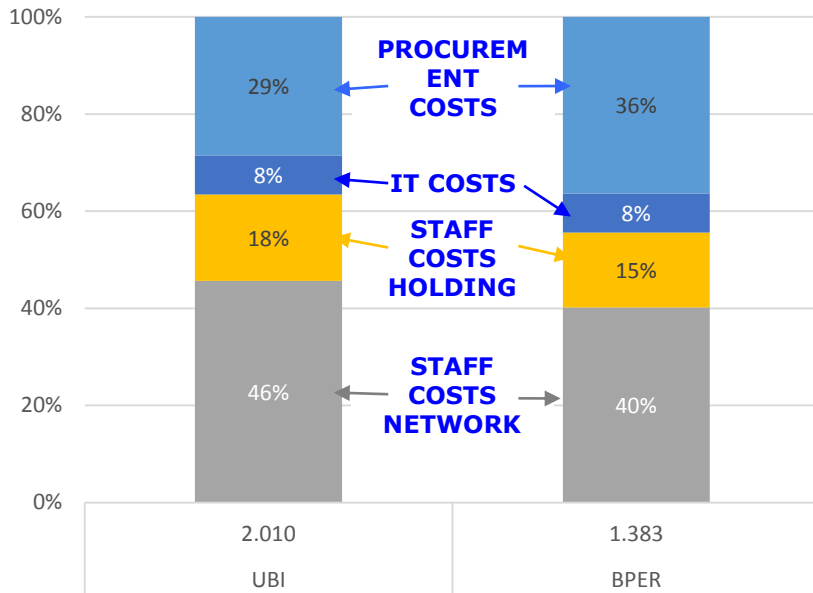 100%
PROCUREM
ENT
COSTS
29%
36%
80%
8%
IT COSTS
8%
60%
STAFF
COSTS
HOLDING
18%
15%
40%
STAFF
COSTS
NETWORK
46%
40%
20%
0%
2.010
1.383
UBI
BPER